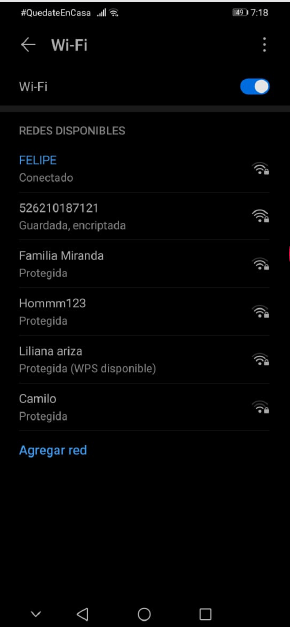 #QuedateEnCasa
49 7:18
Wi-Fi
Wi-Fi
REDES DISPONIBLES
FELIPE
Conectado
526210187121
Guardada, encriptada
Familia Miranda
Protegida
Hommm123
Protegida
Liliana ariza
Protegida (WPS disponible)
Camilo
Protegida
Agregar red